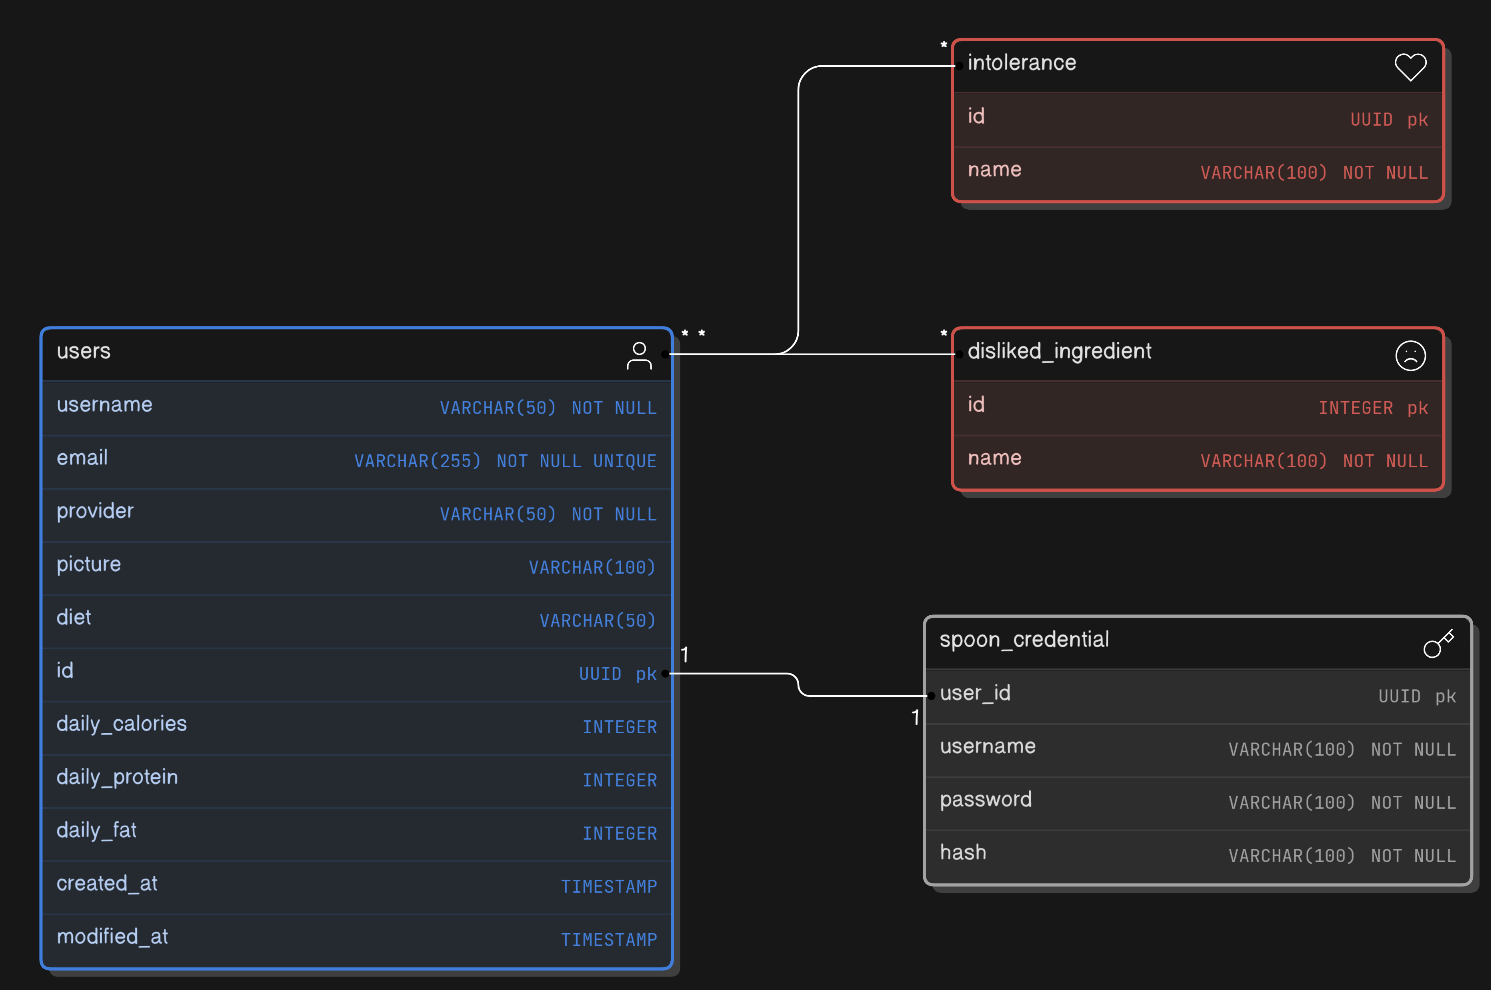 * intolerance
id UUID pk
name VARCHAR(100) NOT NULL
users * *
username VARCHAR(50) NOT NULL
email VARCHAR(255) NOT NULL UNIQUE
provider VARCHAR(50) NOT NULL
picture VARCHAR(100)
diet VARCHAR(50)
id UUID pk 1
daily_calories INTEGER
daily_protein INTEGER
daily_fat INTEGER
created_at TIMESTAMP
modified_at TIMESTAMP
* disliked_ingredient
id INTEGER pk
name VARCHAR(100) NOT NULL
spoon_credential
1 user_id UUID pk
username VARCHAR(100) NOT NULL
password VARCHAR(100) NOT NULL
hash VARCHAR(100) NOT NULL